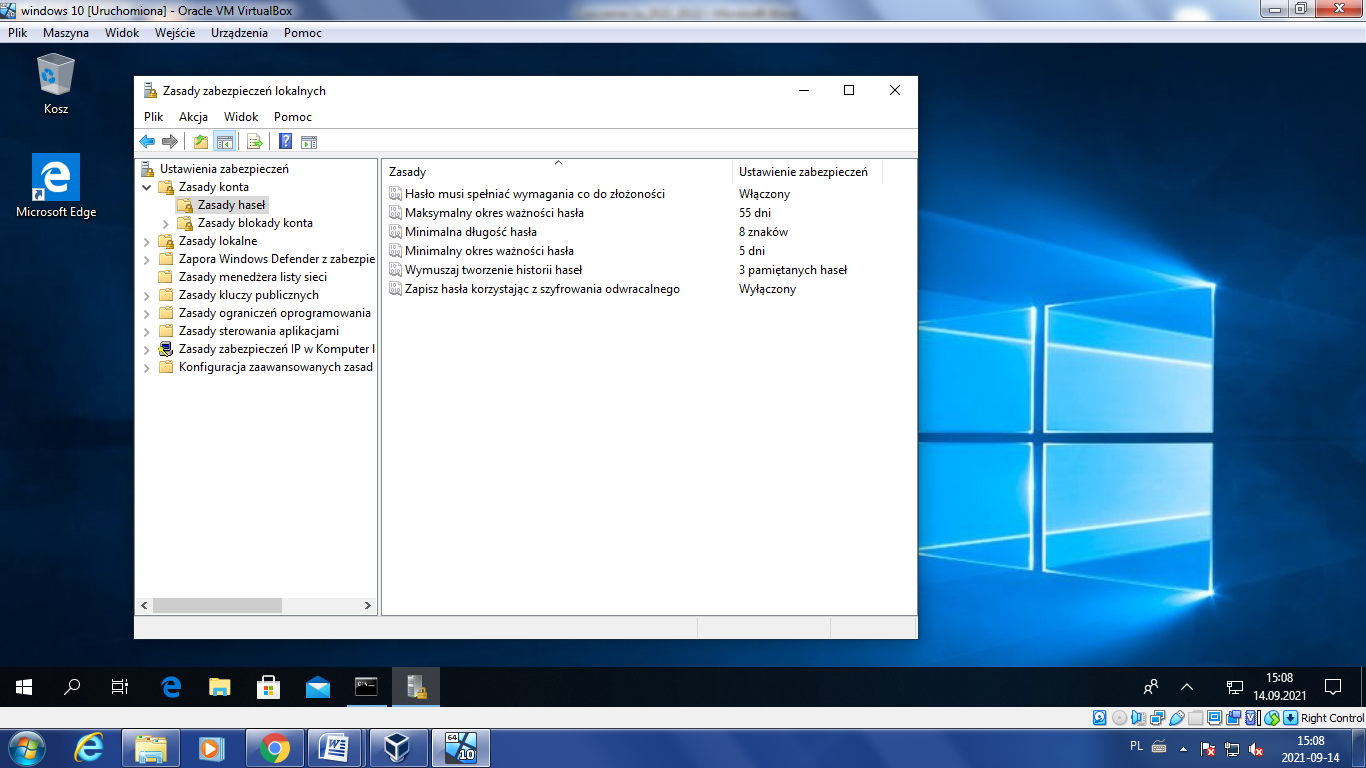 windows 10 [Uruchomiona] - Oracle VM VirtualBox
Plik Maszyna Widok Wejście Urządzenia Pomoc
Kosz
Microsoft Edge
Zasady zabezpieczeń lokalnych
Plik Akcja Widok Pomoc
Ustawienia zabezpieczeń
Zasady konta
Zasady haseł
Zasady blokady konta
Zasady lokalne
Zapora Windows Defender z zabezpie
Zasady menedżera listy sieci
Zasady kluczy publicznych
Zasady ograniczeń oprogramowania
Zasady sterowania aplikacjami
Zasady zabezpieczeń IP w Komputer l
Konfiguracja zaawansowanych zasad
Zasady Ustawienie zabezpieczeń
Hasło musi spełniać wymagania co do złożoności Włączony
Maksymalny okres ważności hasła 55 dni
Minimalna długość hasła 8 znaków
Minimalny okres ważności hasła 5 dni
Wymuszaj tworzenie historii haseł 3 pamiętanych haseł
Zapisz hasła korzystając z szyfrowania odwracalnego Wyłączony
15:08
14.09.2021
Right Control
64
10
PL
15:08
2021-09-14